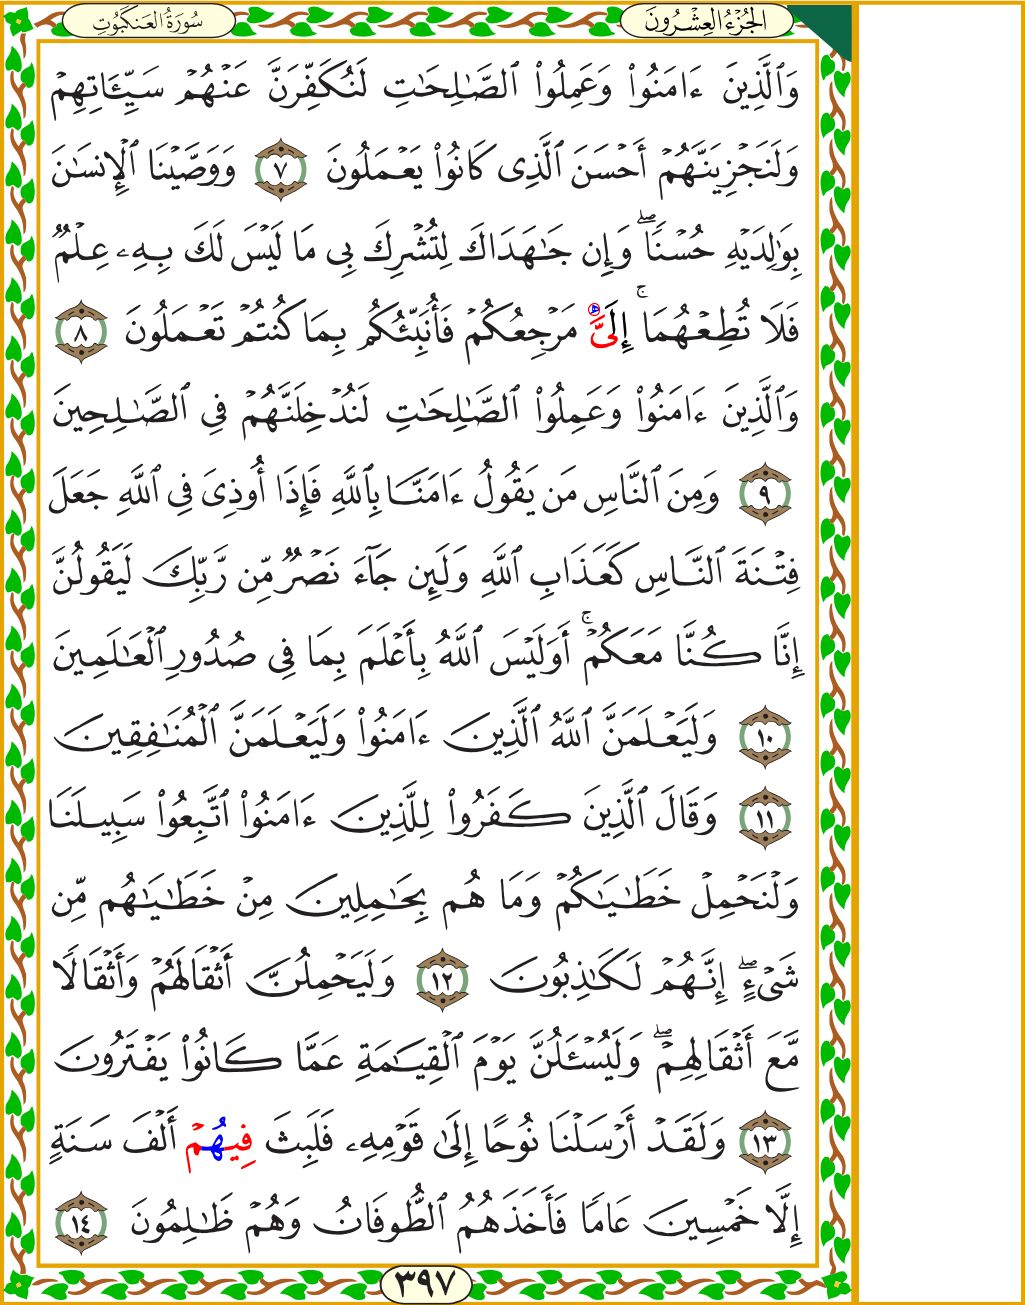 الجُزْءُ العِشْرُونَ
سُورَةُ العَنكَبُوتِ
وَٱلَّذِينَ ءَامَنُوا۟ وَعَمِلُوا۟ ٱلصَّـٰلِحَـٰتِ لَنُكَفِّرَنَّ عَنْهُمْ سَيِّـَٔاتِهِمْ
وَلَنَجْزِيَنَّهُمْ أَحْسَنَ ٱلَّذِى كَانُوا۟ يَعْمَلُونَ ٧ وَوَصَّيْنَا ٱلْإِنسَـٰنَ
بِوَٰلِدَيْهِ حُسْنًا ۖ وَإِن جَـٰهَدَاكَ لِتُشْرِكَ بِى مَا لَيْسَ لَكَ بِهِۦ عِلْمٌ
فَلَا تُطِعْهُمَآ ۚ إِلَىَّ مَرْجِعُكُمْ فَأُنَبِّئُكُم بِمَا كُنتُمْ تَعْمَلُونَ ٨
وَٱلَّذِينَ ءَامَنُوا۟ وَعَمِلُوا۟ ٱلصَّـٰلِحَـٰتِ لَنُدْخِلَنَّهُمْ فِى ٱلصَّـٰلِحِينَ
٩ وَمِنَ ٱلنَّاسِ مَن يَقُولُ ءَامَنَّا بِٱللَّهِ فَإِذَآ أُوذِىَ فِى ٱللَّهِ جَعَلَ
فِتْنَةَ ٱلنَّاسِ كَعَذَابِ ٱللَّهِ وَلَئِن جَآءَ نَصْرٌ مِّن رَّبِّكَ لَيَقُولُنَّ
إِنَّا كُنَّا مَعَكُمْ ۚ أَوَلَيْسَ ٱللَّهُ بِأَعْلَمَ بِمَا فِى صُدُورِ ٱلْعَـٰلَمِينَ
١٠ وَلَيَعْلَمَنَّ ٱللَّهُ ٱلَّذِينَ ءَامَنُوا۟ وَلَيَعْلَمَنَّ ٱلْمُنَـٰفِقِينَ
١١ وَقَالَ ٱلَّذِينَ كَفَرُوا۟ لِلَّذِينَ ءَامَنُوا۟ ٱتَّبِعُوا۟ سَبِيلَنَا
وَلْنَحْمِلْ خَطَـٰيَـٰكُمْ وَمَا هُم بِحَـٰمِلِينَ مِنْ خَطَـٰيَـٰهُم مِّن
شَىْءٍ ۖ إِنَّهُمْ لَكَـٰذِبُونَ ١٢ وَلَيَحْمِلُنَّ أَثْقَالَهُمْ وَأَثْقَالًا
مَّعَ أَثْقَالِهِمْ ۖ وَلَيُسْـَٔلُنَّ يَوْمَ ٱلْقِيَـٰمَةِ عَمَّا كَانُوا۟ يَفْتَرُونَ
١٣ وَلَقَدْ أَرْسَلْنَا نُوحًا إِلَىٰ قَوْمِهِۦ فَلَبِثَ فِيهُمْ أَلْفَ سَنَةٍ
إِلَّا خَمْسِينَ عَامًا فَأَخَذَهُمُ ٱلطُّوفَانُ وَهُمْ ظَـٰلِمُونَ ١٤
٣٩٧